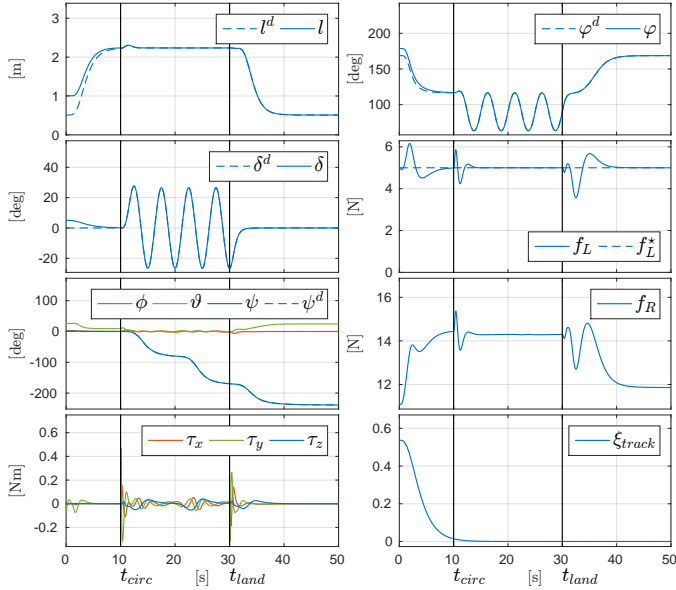 3
2
1
0
[m]
l^d l
150
100
[deg]
φ^d φ
40
20
0
-20
[deg]
δ^d δ
6
4
2
0
[N]
f_L f_L^⋆
100
0
-100
-200
[deg]
ϕ ϑ ψ ψ^d
16
14
12
[N]
f_R
0.6
0.4
0.2
0
-0.2
[Nm]
τ_x τ_y τ_z
0.6
0.4
0.2
0
ξ_track
0 10 20 30 40 50
t_circ [s] t_land
0 10 20 30 40 50
t_circ [s] t_land